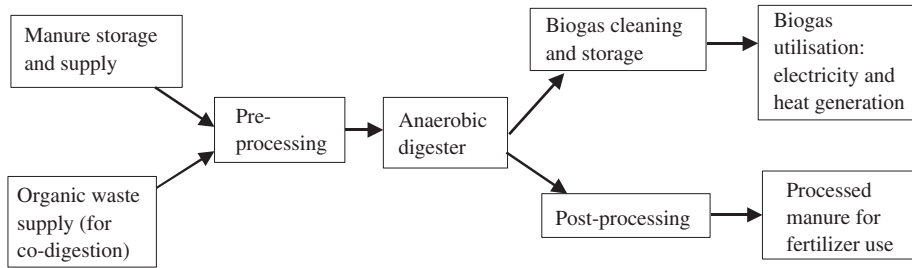 Manure storage
and supply
Organic waste
supply (for
co-digestion)
Pre-
processing
Anaerobic
digester
Biogas cleaning
and storage
Biogas
utilisation:
electricity and
heat generation
Post-processing
Processed
manure for
fertilizer use